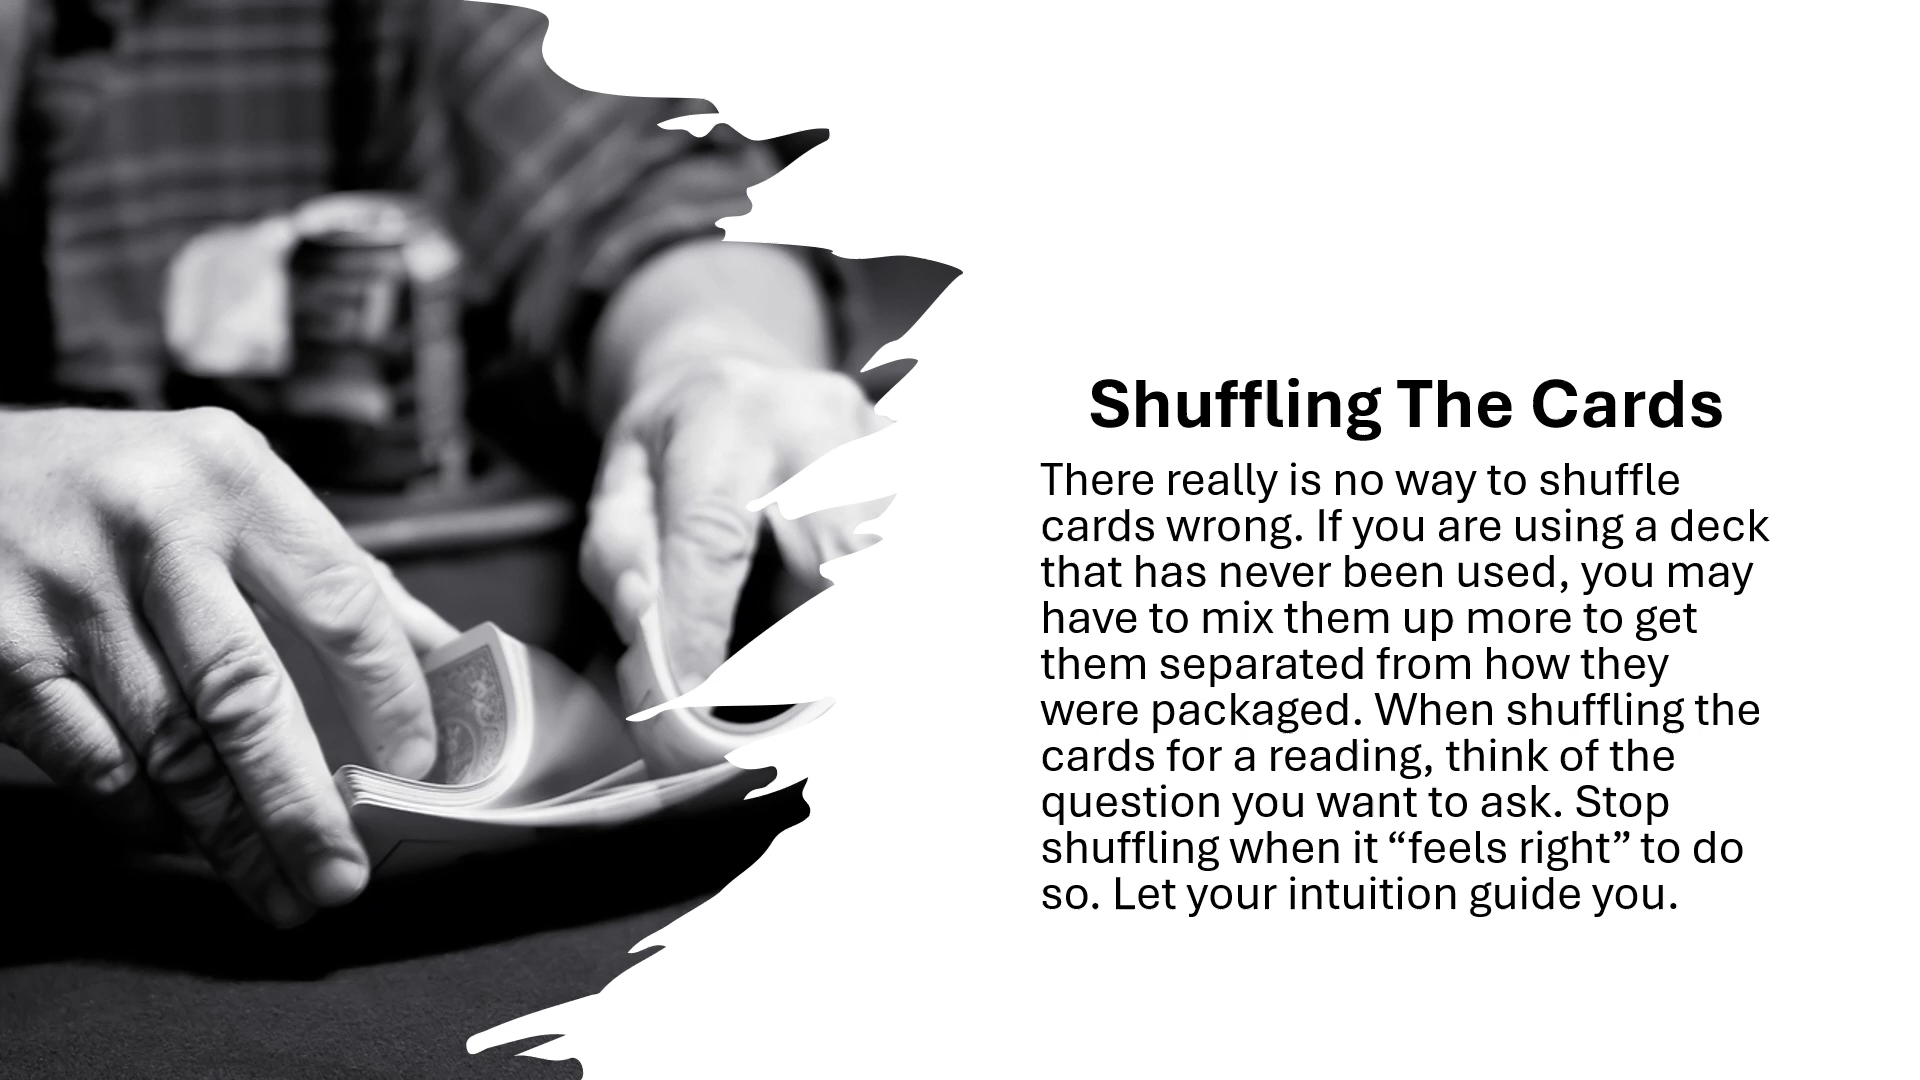 Shuffling The Cards
There really is no way to shuffle
cards wrong. If you are using a deck
that has never been used, you may
have to mix them up more to get
them separated from how they
were packaged. When shuffling the
cards for a reading, think of the
question you want to ask. Stop
shuffling when it “feels right” to do
so. Let your intuition guide you.